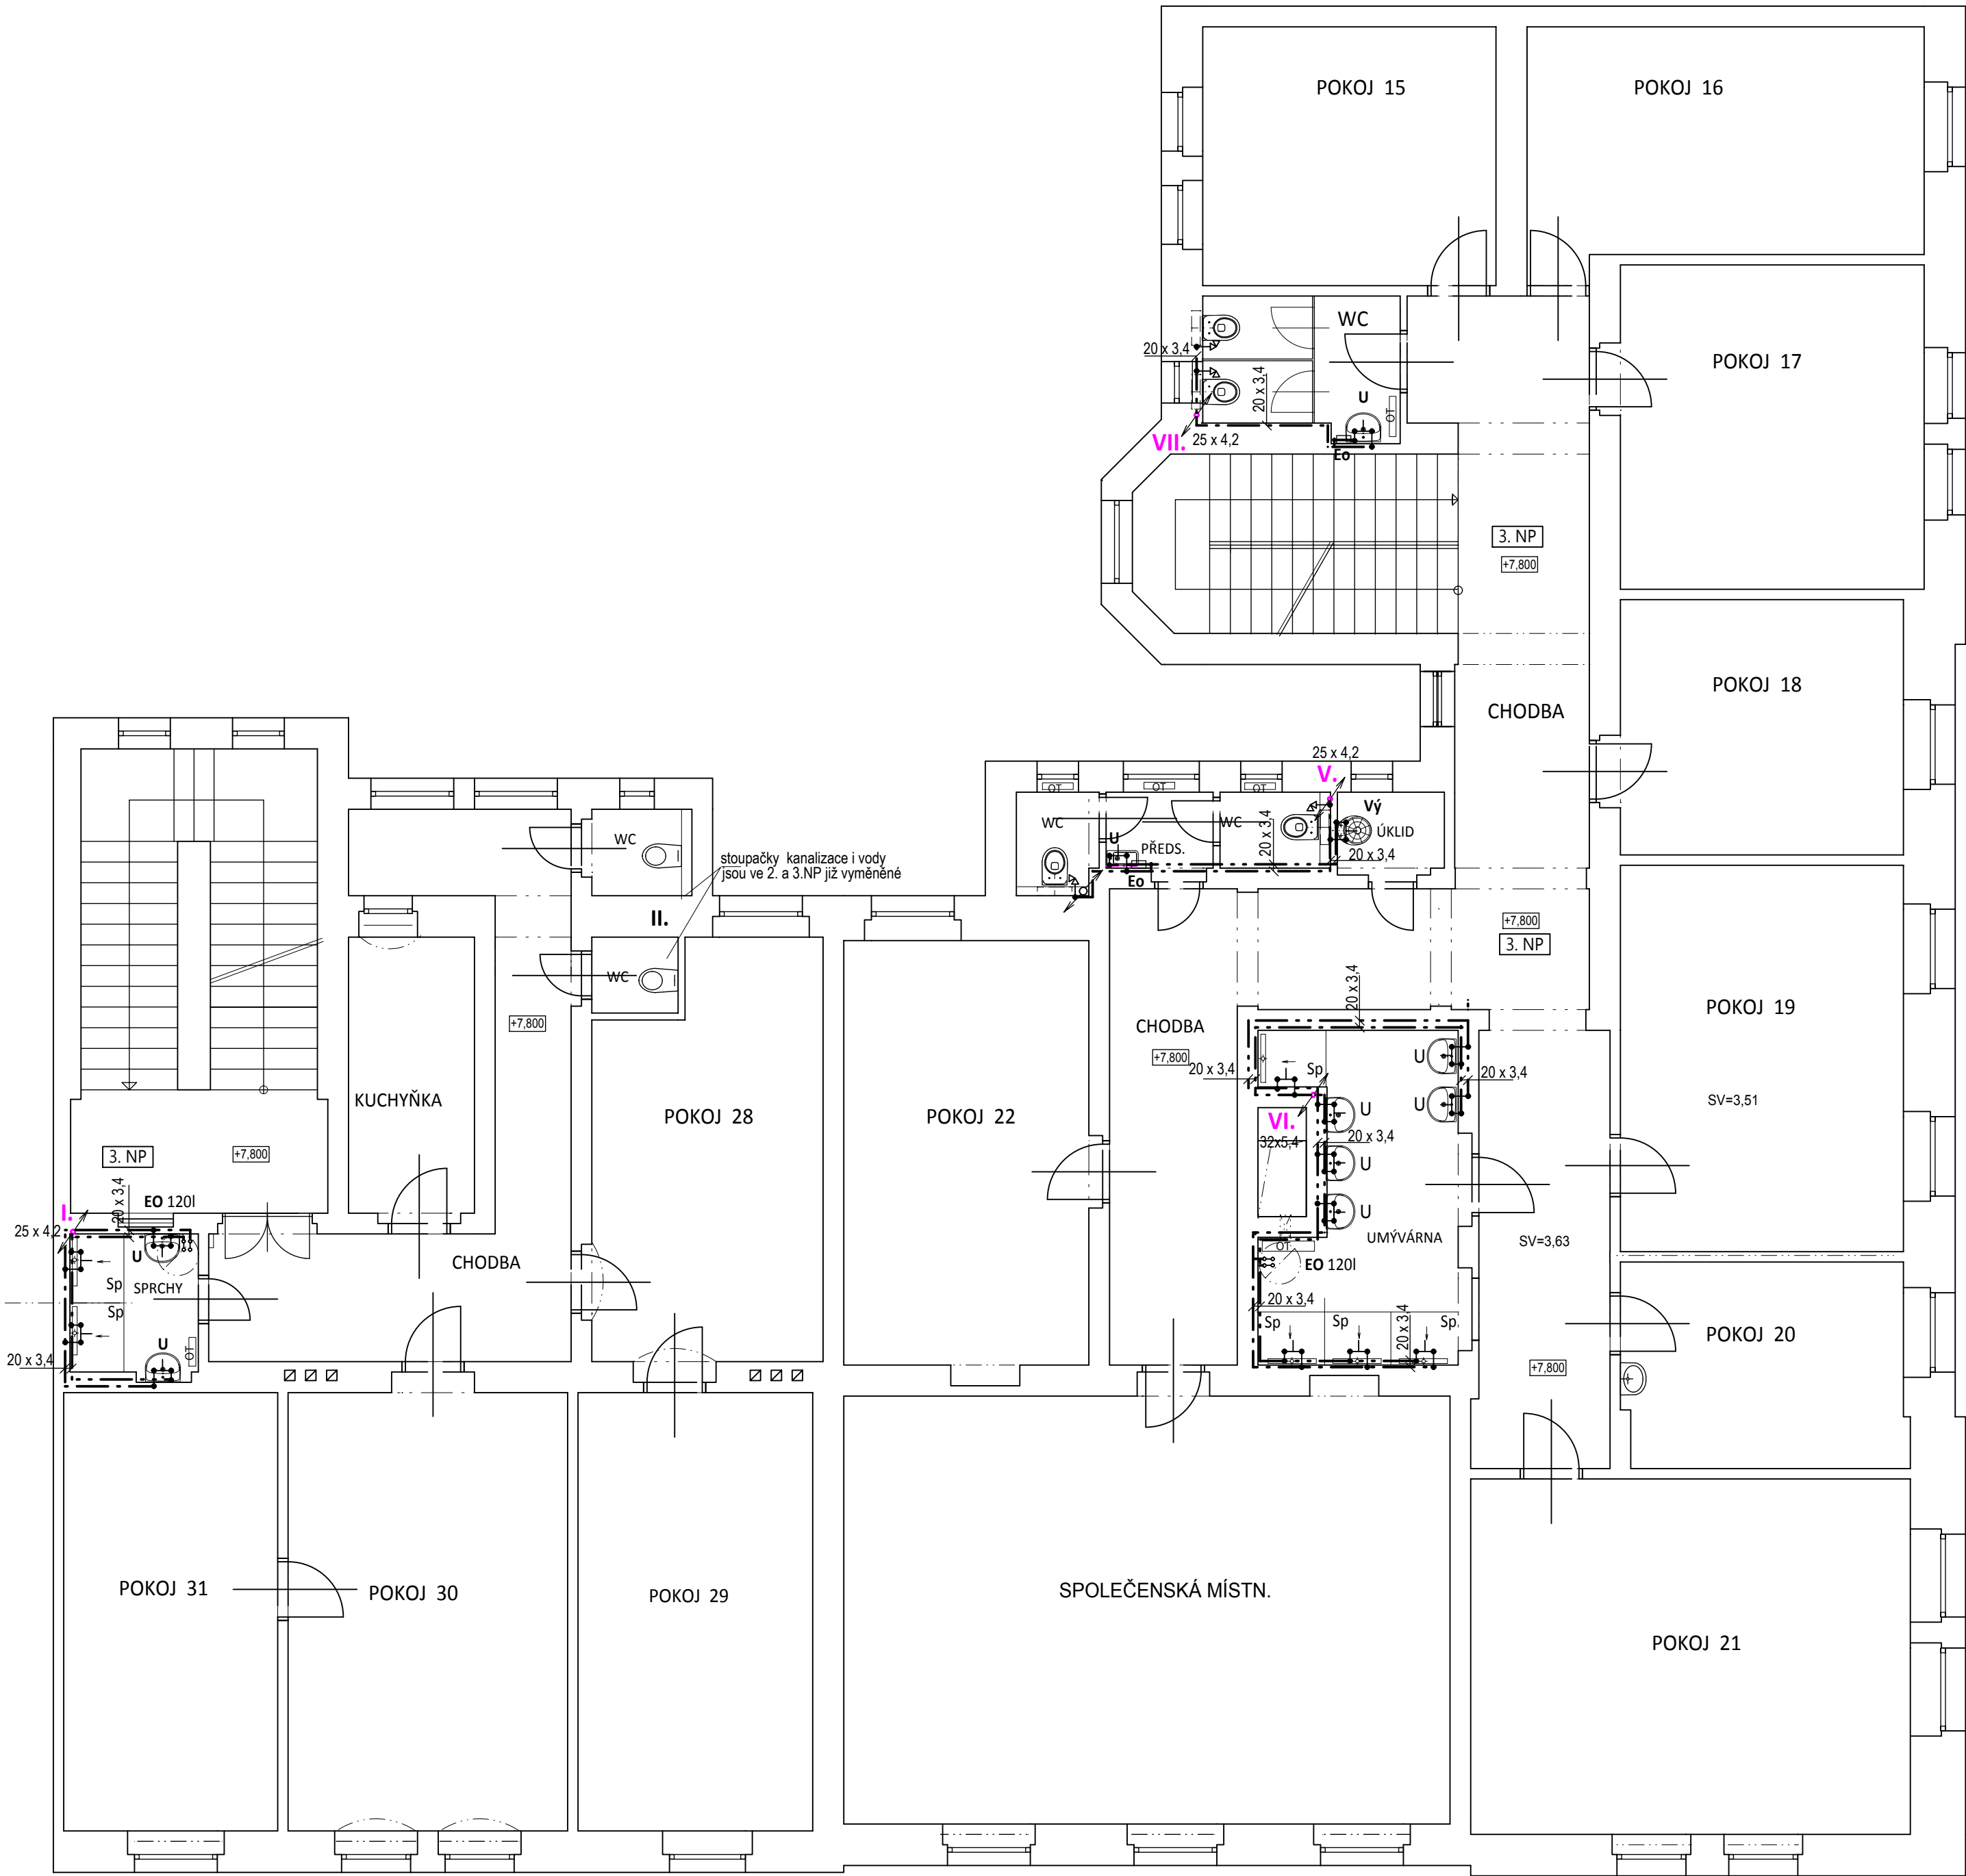 POKOJ 15
POKOJ 16
WC
20 x 3,4
POKOJ 17
20 x 3,4
U
OT
VII.
25 x 4,2
Eo
3. NP
+7,800
POKOJ 18
CHODBA
25 x 4,2
V.
OT
OT
OT
Vý
WC
U
PŘEDS.
WC
20 x 3,4
ÚKLID
20 x 3,4
Eo
WC
stoupačky kanalizace i vody
jsou ve 2. a 3.NP již vyměněné
II.
WC
+7,800
+7,800
3. NP
20 x 3,4
POKOJ 19
CHODBA
+7,800
20 x 3,4
Sp
U
20 x 3,4
U
SV=3,51
KUCHYŇKA
POKOJ 28
POKOJ 22
VI.
U
32x5,4
20 x 3,4
U
3. NP
+7,800
20 x 3,4
EO 120l
I.
25 x 4,2
U
U
UMÝVÁRNA
SV=3,63
OT
EO 120l
CHODBA
Sp
SPRCHY
Sp
20 x 3,4
Sp
Sp
20 x 3,4
Sp
POKOJ 20
U
OT
20 x 3,4
+7,800
POKOJ 31
POKOJ 30
POKOJ 29
SPOLEČENSKÁ MÍSTN.
POKOJ 21